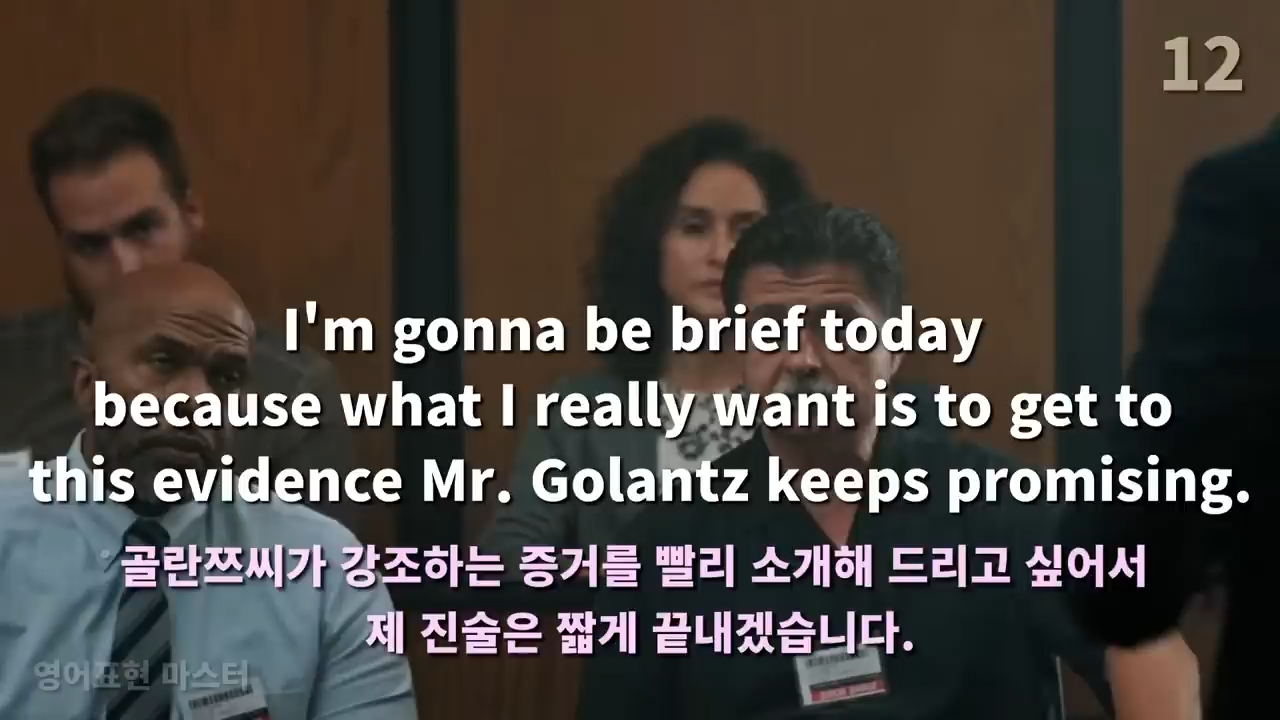 12
I'm gonna be brief today
because what I really want is to get to
this evidence Mr. Golantz keeps promising.
골란쯔씨가 강조하는 증거를 빨리 소개해 드리고 싶어서
제 진술은 짧게 끝내겠습니다.
영어표현 마스터